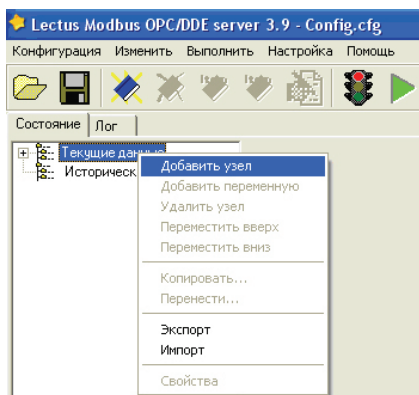 Lectus Modbus OPC/DDE server 3.9 - Config.cfg
Конфигурация Изменить Выполнить Настройка Помощь
Состояние Лог
Текущие данные
Добавить узел
Добавить переменную
Удалить узел
Переместить вверх
Переместить вниз
Копировать...
Перенести...
Экспорт
Импорт
Свойства